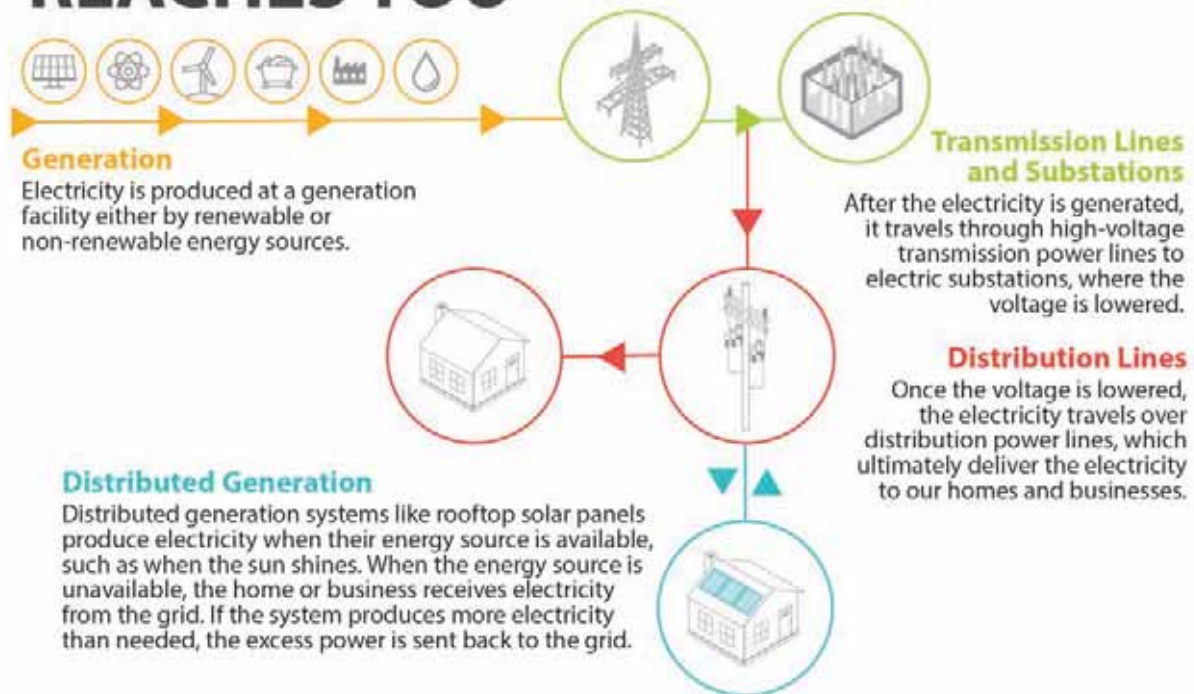 REACHES YOU
Generation
Electricity is produced at a generation
facility either by renewable or
non-renewable energy sources.
Transmission Lines
and Substations
After the electricity is generated,
it travels through high-voltage
transmission power lines to
electric substations, where the
voltage is lowered.
Distribution Lines
Once the voltage is lowered,
the electricity travels over
distribution power lines, which
ultimately deliver the electricity
to our homes and businesses.
Distributed Generation
Distributed generation systems like rooftop solar panels
produce electricity when their energy source is available,
such as when the sun shines. When the energy source is
unavailable, the home or business receives electricity
from the grid. If the system produces more electricity
than needed, the excess power is sent back to the grid.